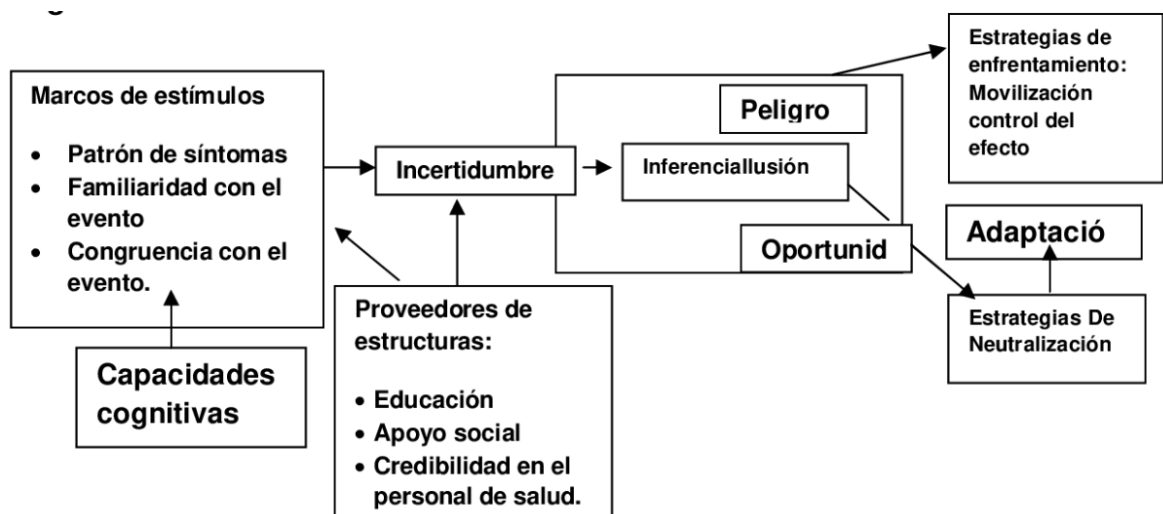 Marcos de estímulos
• Patrón de síntomas
• Familiaridad con el
evento
• Congruencia con el
evento.
Capacidades
cognitivas
Incertidumbre
Proveedores de
estructuras:
• Educación
• Apoyo social
• Credibilidad en el
personal de salud.
Peligro
Inferenciallusión
Oportunid
Estrategias de
enfrentamiento:
Movilización
control del
efecto
Adaptació
Estrategias De
Neutralización